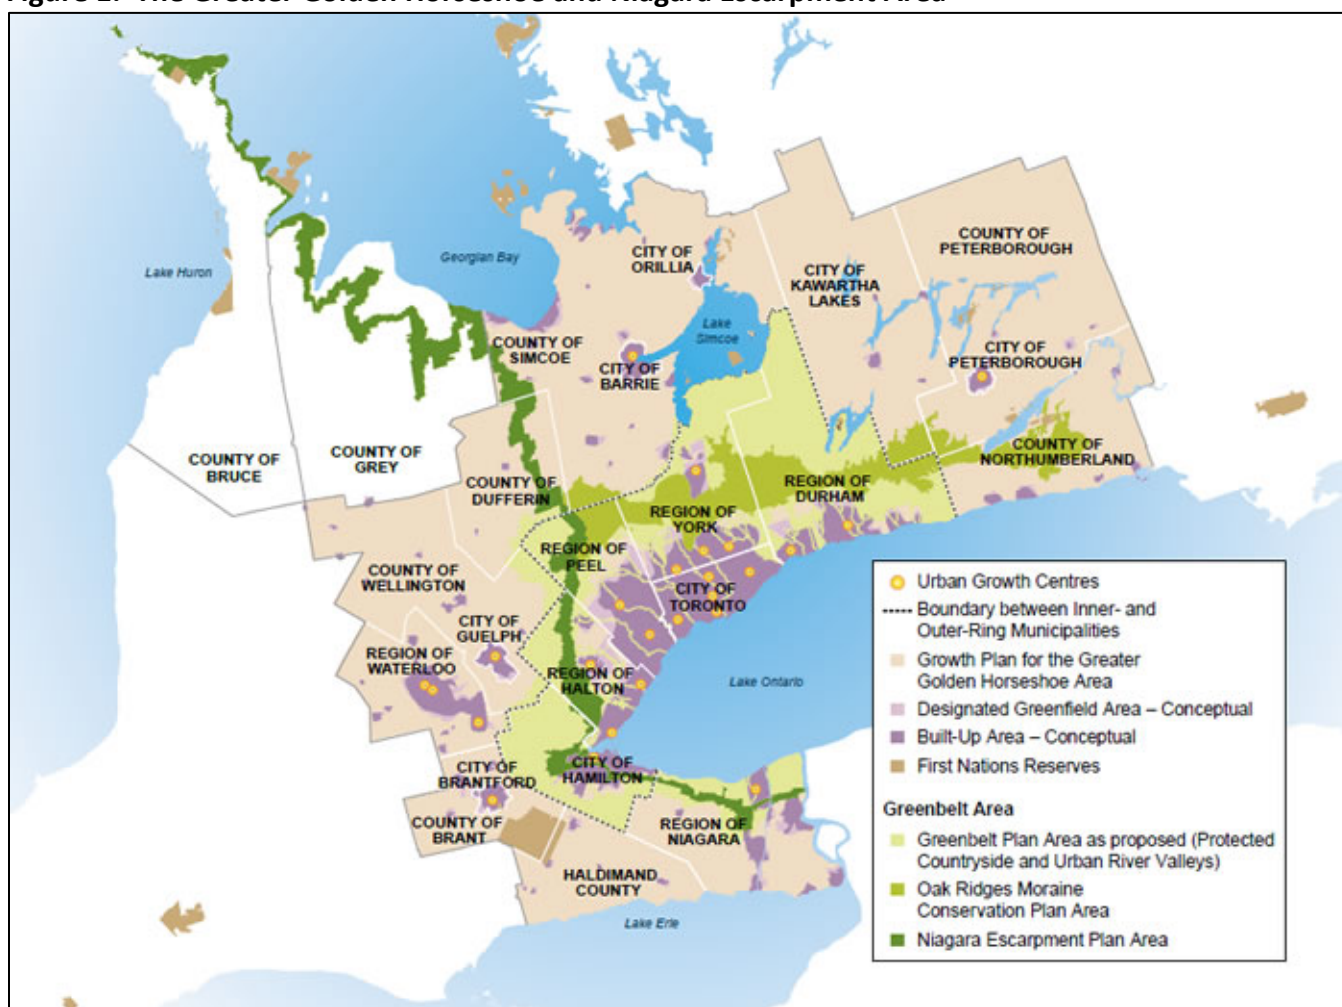 Figure 1: The Greater Golden Horseshoe and Niagara Escarpment Area
Lake Huron
Georgian Bay
CITY OF
ORILLIA
CITY OF
KAWARTHA
LAKES
COUNTY OF
PETERBOROUGH
COUNTY OF
SIMCOE
Lake
Simcoe
CITY OF
BARRIE
CITY OF
PETERBOROUGH
COUNTY OF
BRUCE
COUNTY OF
GREY
COUNTY OF
DUFFERIN
COUNTY OF
NORTHUMBERLAND
REGION OF
DURHAM
REGION OF
YORK
REGION OF
PEEL
COUNTY OF
WELLINGTON
CITY OF
TORONTO
CITY OF
GUELPH
REGION OF
WATERLOO
REGION OF
HALTON
Lake Ontario
CITY OF
BRANTFORD
CITY OF
HAMILTON
COUNTY OF
BRANT
REGION OF
NIAGARA
HALDIMAND
COUNTY
Lake Erie
Urban Growth Centres
Boundary between Inner- and
Outer-Ring Municipalities
Growth Plan for the Greater
Golden Horseshoe Area
Designated Greenfield Area – Conceptual
Built-Up Area – Conceptual
First Nations Reserves
Greenbelt Area
Greenbelt Plan Area as proposed (Protected
Countryside and Urban River Valleys)
Oak Ridges Moraine
Conservation Plan Area
Niagara Escarpment Plan Area